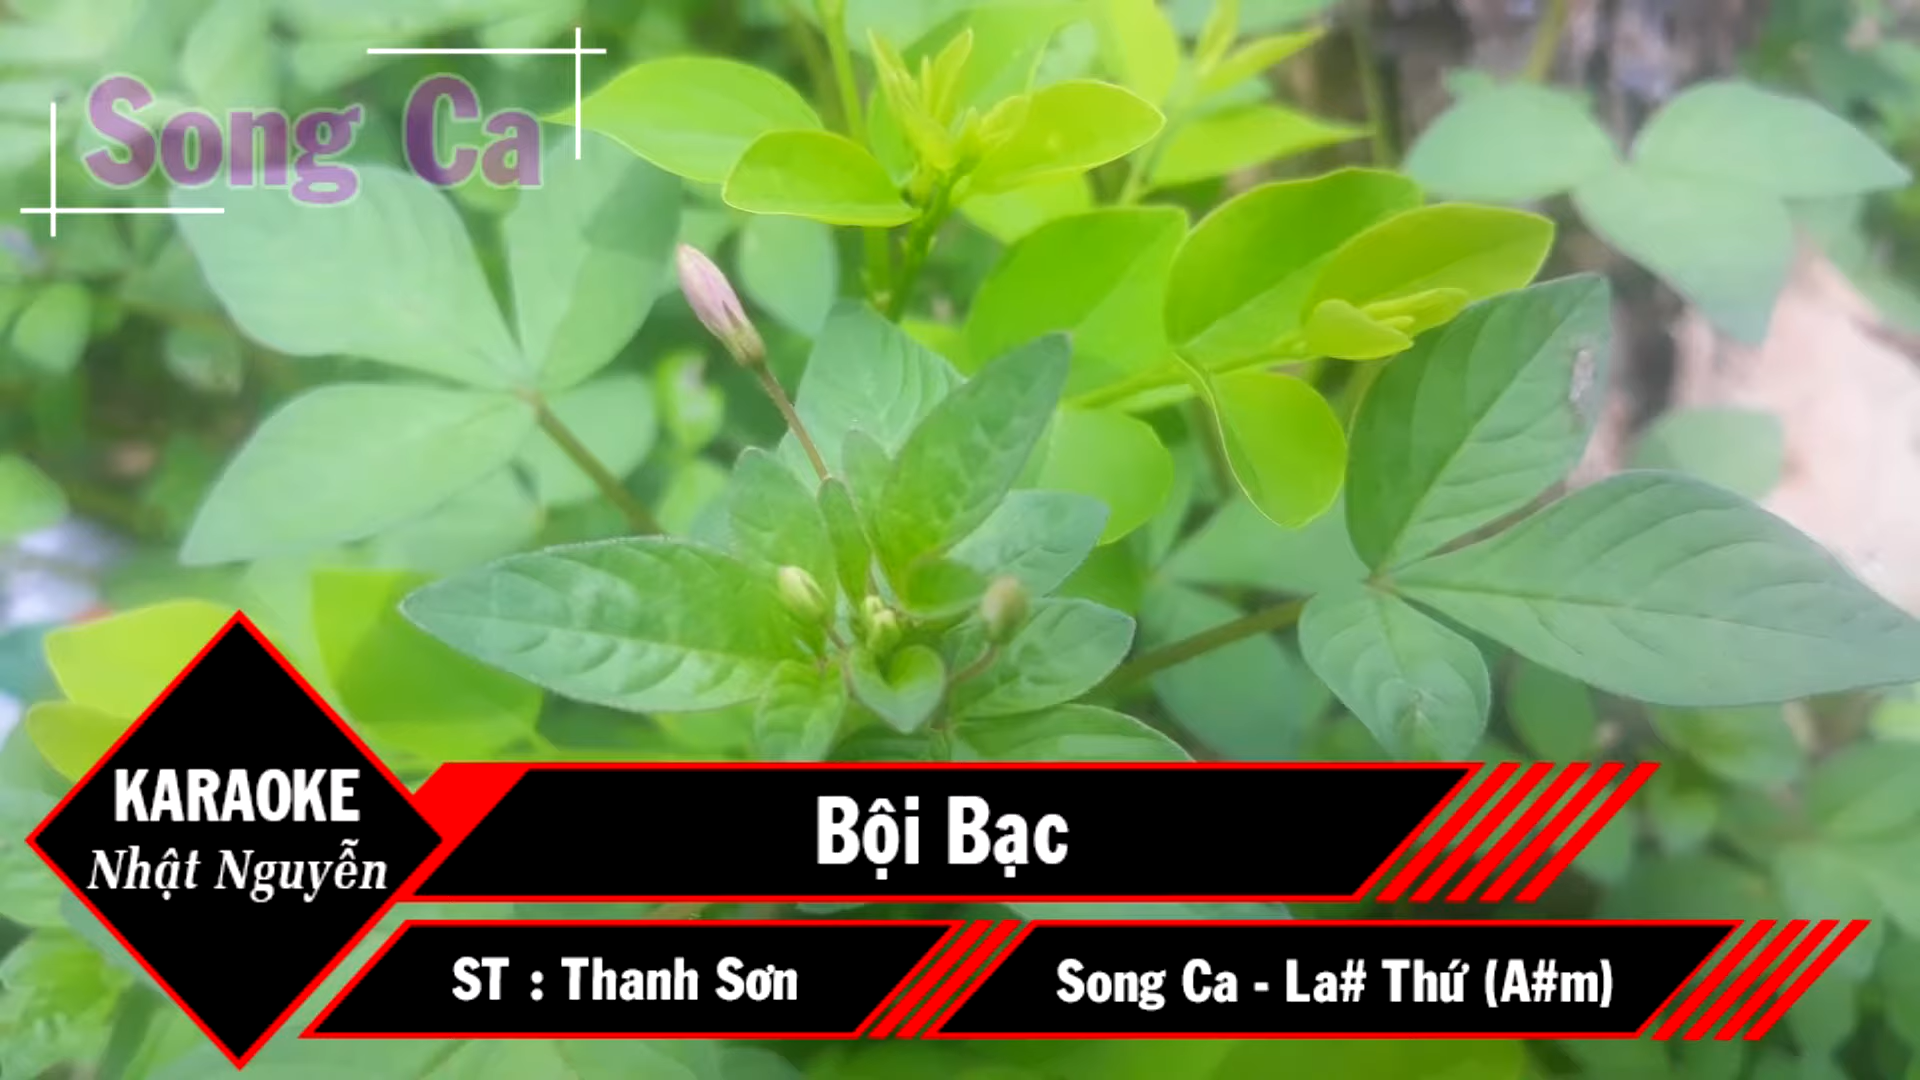 Song Ca
KARAOKE
Nhật Nguyễn
Bội Bạc
ST : Thanh Sơn
Song Ca - La# Thứ (A#m)